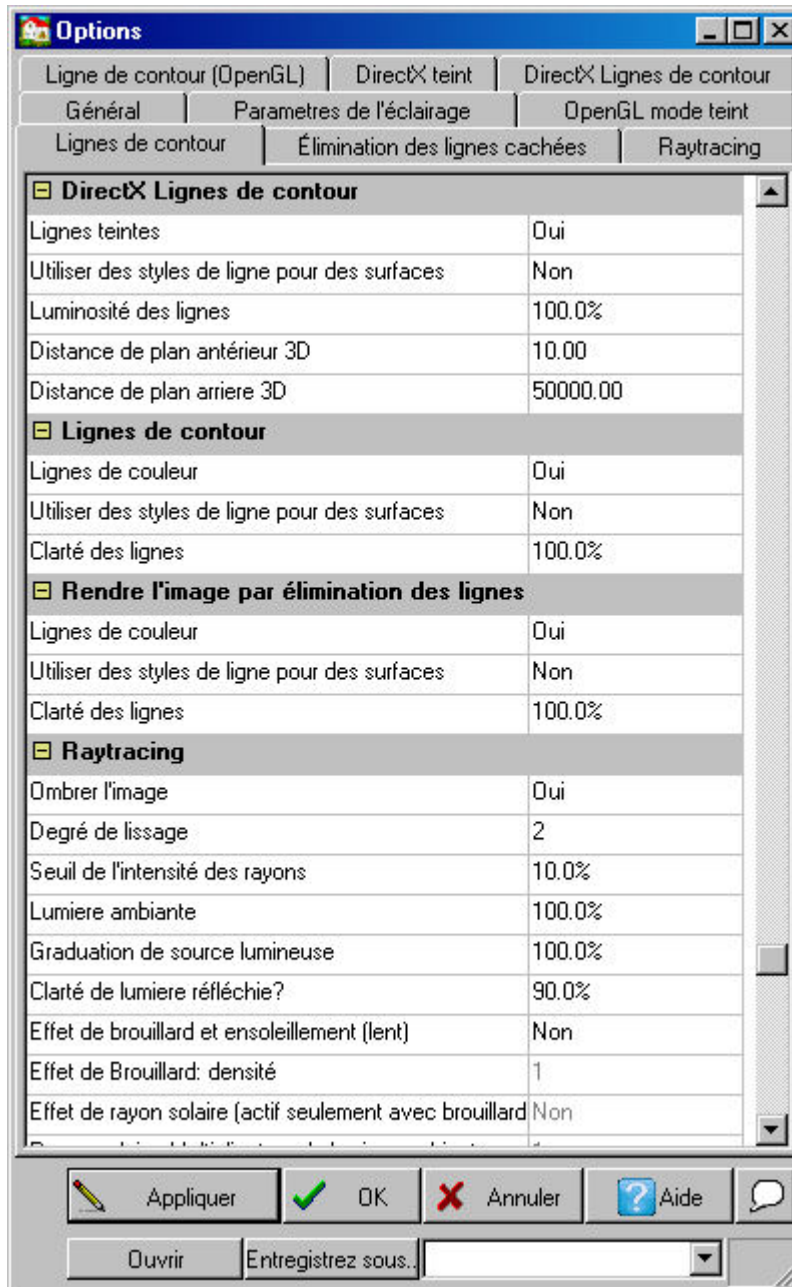 Options
Ligne de contour (OpenGL) DirectX teint DirectX Lignes de contour
Général Parametres de l'éclairage OpenGL mode teint
Lignes de contour Élimination des lignes cachées Raytracing
DirectX Lignes de contour
Lignes teintes Oui
Utiliser des styles de ligne pour des surfaces Non
Luminosité des lignes 100.0%
Distance de plan antérieur 3D 10.00
Distance de plan arriere 3D 50000.00
Lignes de contour
Lignes de couleur Oui
Utiliser des styles de ligne pour des surfaces Non
Clarté des lignes 100.0%
Rendre l'image par élimination des lignes
Lignes de couleur Oui
Utiliser des styles de ligne pour des surfaces Non
Clarté des lignes 100.0%
Raytracing
Ombrer l'image Oui
Degré de lissage 2
Seuil de l'intensité des rayons 10.0%
Lumiere ambiante 100.0%
Graduation de source lumineuse 100.0%
Clarté de lumiere réfléchie? 90.0%
Effet de brouillard et ensoleillement (lent) Non
Effet de Brouillard: densité 1
Effet de rayon solaire (actif seulement avec brouillard Non
Appliquer OK Annuler Aide
Ouvrir Entregistrez sous..